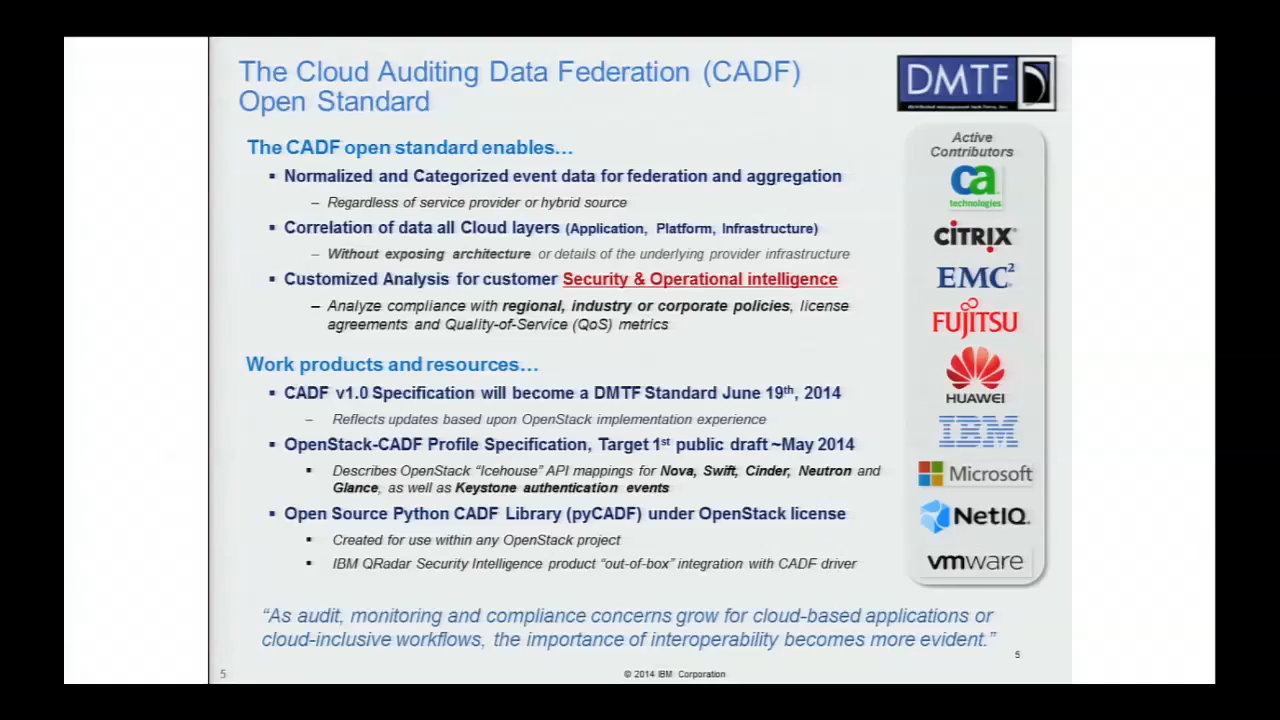 The Cloud Auditing Data Federation (CADF)
Open Standard
DMTF
The CADF open standard enables…
▪ Normalized and Categorized event data for federation and aggregation
– Regardless of service provider or hybrid source
▪ Correlation of data all Cloud layers (Application, Platform, Infrastructure)
– Without exposing architecture or details of the underlying provider infrastructure
▪ Customized Analysis for customer Security & Operational intelligence
– Analyze compliance with regional, industry or corporate policies, license
agreements and Quality-of-Service (QoS) metrics
Work products and resources…
▪ CADF v1.0 Specification will become a DMTF Standard June 19th, 2014
– Reflects updates based upon OpenStack implementation experience
▪ OpenStack-CADF Profile Specification, Target 1st public draft ~May 2014
▪ Describes OpenStack “Icehouse” API mappings for Nova, Swift, Cinder, Neutron and
Glance, as well as Keystone authentication events
▪ Open Source Python CADF Library (pyCADF) under OpenStack license
▪ Created for use within any OpenStack project
▪ IBM QRadar Security Intelligence product “out-of-box” integration with CADF driver
Active
Contributors
ca
technologies
CITRIX
EMC²
FUJITSU
HUAWEI
IBM
Microsoft
NetIQ.
vmware
“As audit, monitoring and compliance concerns grow for cloud-based applications or
cloud-inclusive workflows, the importance of interoperability becomes more evident.”
5
5
© 2014 IBM Corporation